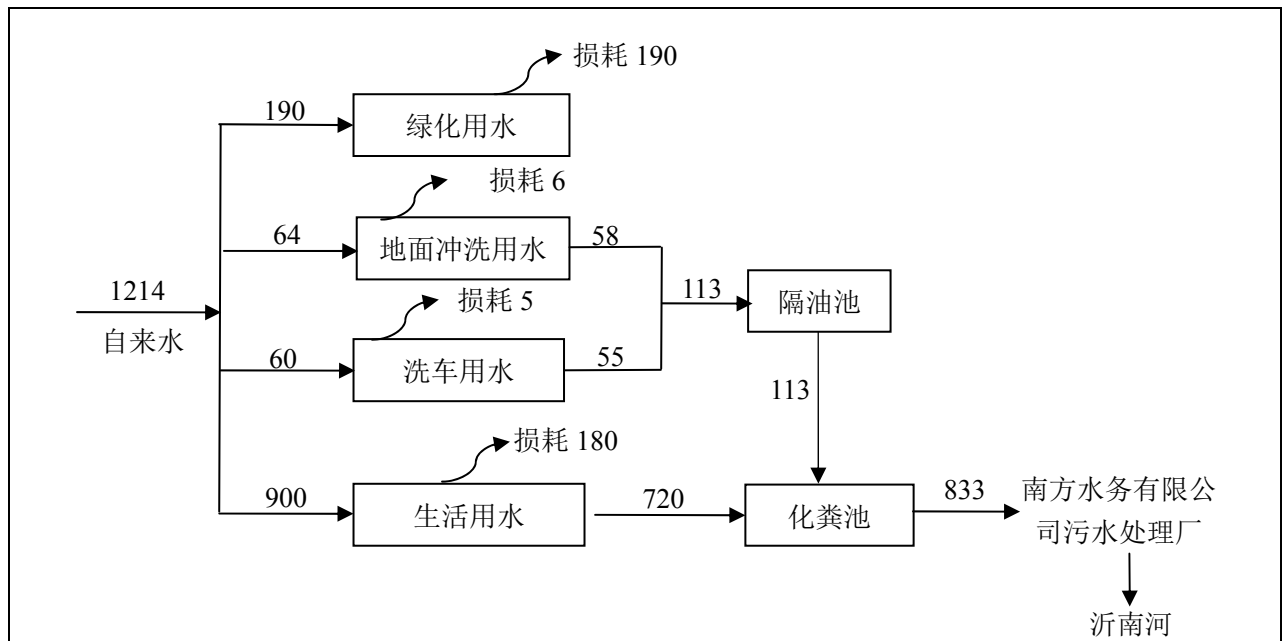 损耗 190
190
绿化用水
损耗 6
64
地面冲洗用水
58
1214
自来水
损耗 5
113
隔油池
60
洗车用水
55
113
损耗 180
900
生活用水
720
化粪池
833
南方水务有限公
司污水处理厂
沂南河